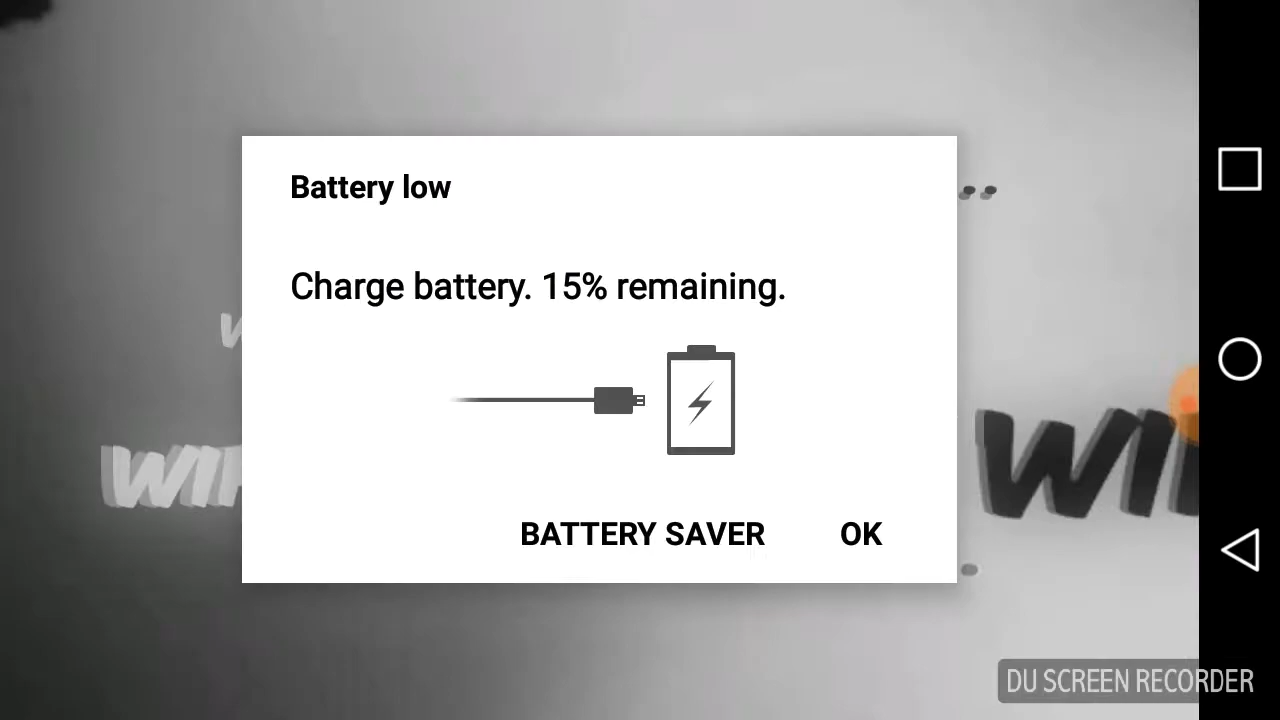 Battery low
Charge battery. 15% remaining.
BATTERY SAVER
OK
DU SCREEN RECORDER